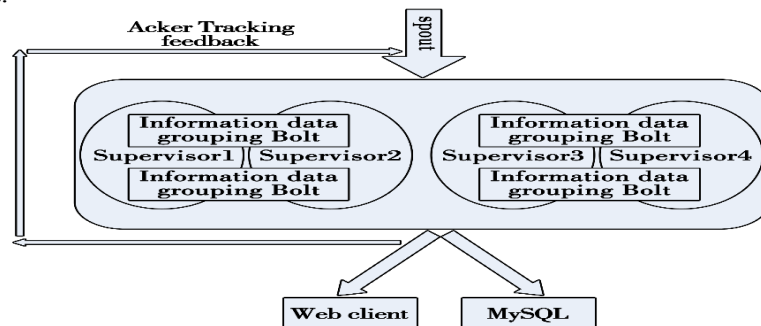 Acker Tracking
feedback
spout
Information data
grouping Bolt
Information data
grouping Bolt
Supervisor1
Supervisor2
Supervisor3
Supervisor4
Information data
grouping Bolt
Information data
grouping Bolt
Web client
MySQL